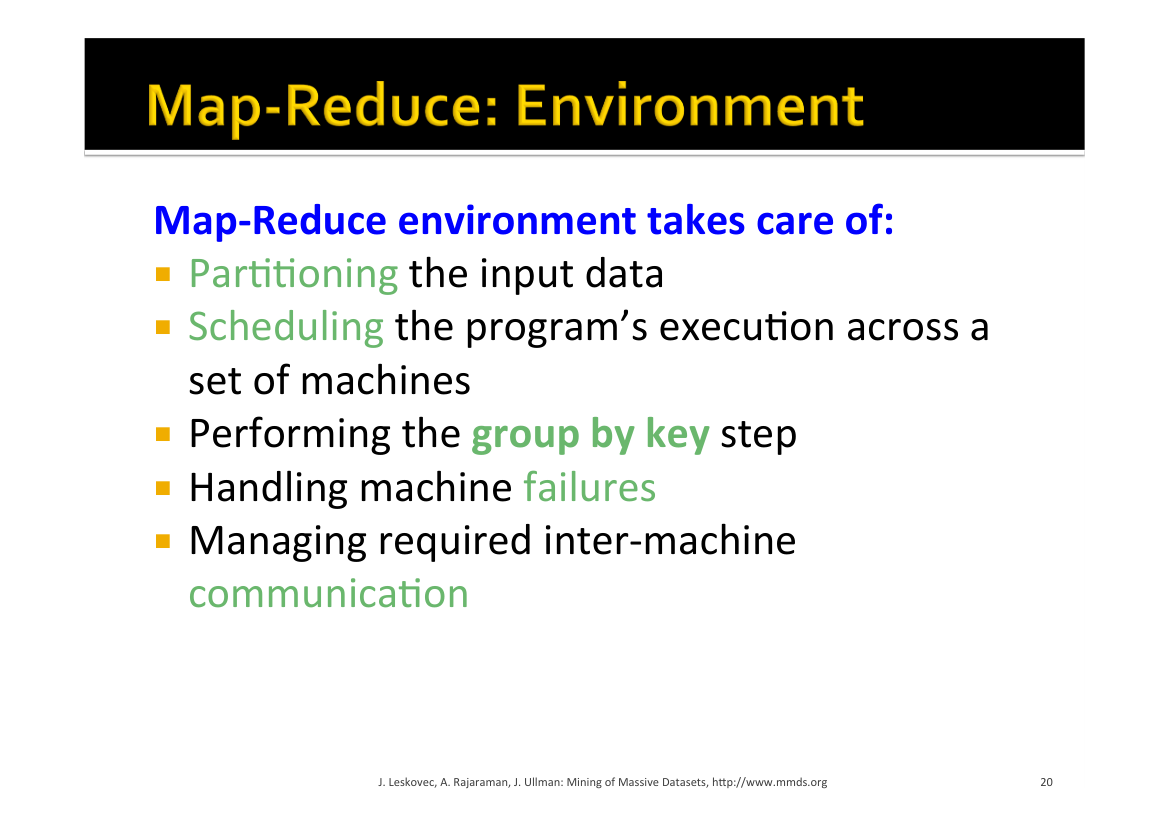 Map-Reduce: Environment
Map-Reduce environment takes care of:
Partitioning the input data
Scheduling the program’s execution across a
set of machines
Performing the group by key step
Handling machine failures
Managing required inter-machine
communication
J. Leskovec, A. Rajaraman, J. Ullman: Mining of Massive Datasets, http://www.mmds.org
20